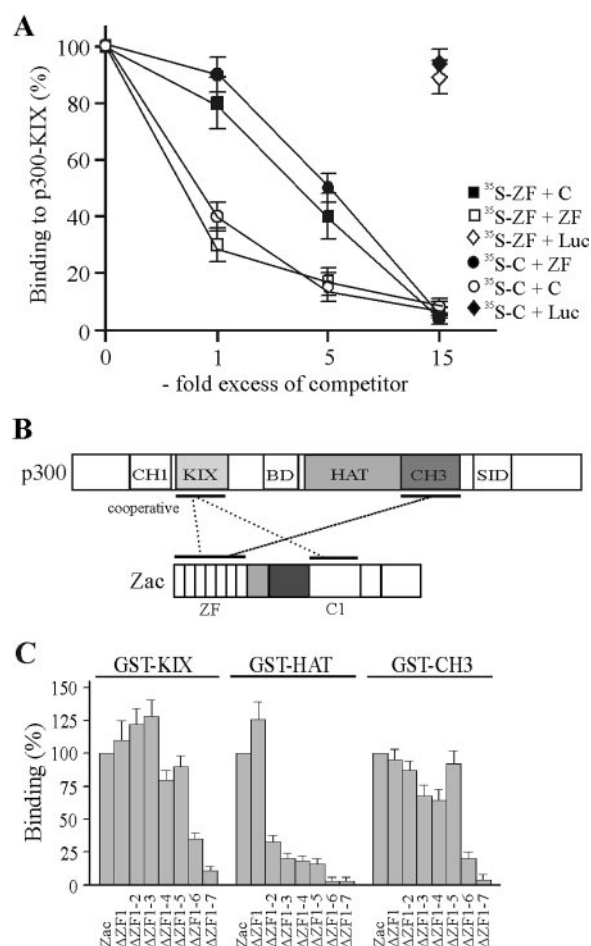 A
Binding to p300-KIX (%)
100
80
60
40
20
0
0 1 5 15
- fold excess of competitor
³⁵S-ZF + C
³⁵S-ZF + ZF
³⁵S-ZF + Luc
³⁵S-C + ZF
³⁵S-C + C
³⁵S-C + Luc
B
p300 CH1 KIX BD HAT CH3 SID
cooperative
Zac
ZF C1
C
GST-KIX GST-HAT GST-CH3
Binding (%)
150
125
75
50
25
0
Zac ΔZF1 ΔZF1-2 ΔZF1-3 ΔZF1-4 ΔZF1-5 ΔZF1-6 ΔZF1-7
Zac ΔZF1 ΔZF1-2 ΔZF1-3 ΔZF1-4 ΔZF1-5 ΔZF1-6 ΔZF1-7
Zac ΔZF1 ΔZF1-2 ΔZF1-3 ΔZF1-4 ΔZF1-5 ΔZF1-6 ΔZF1-7